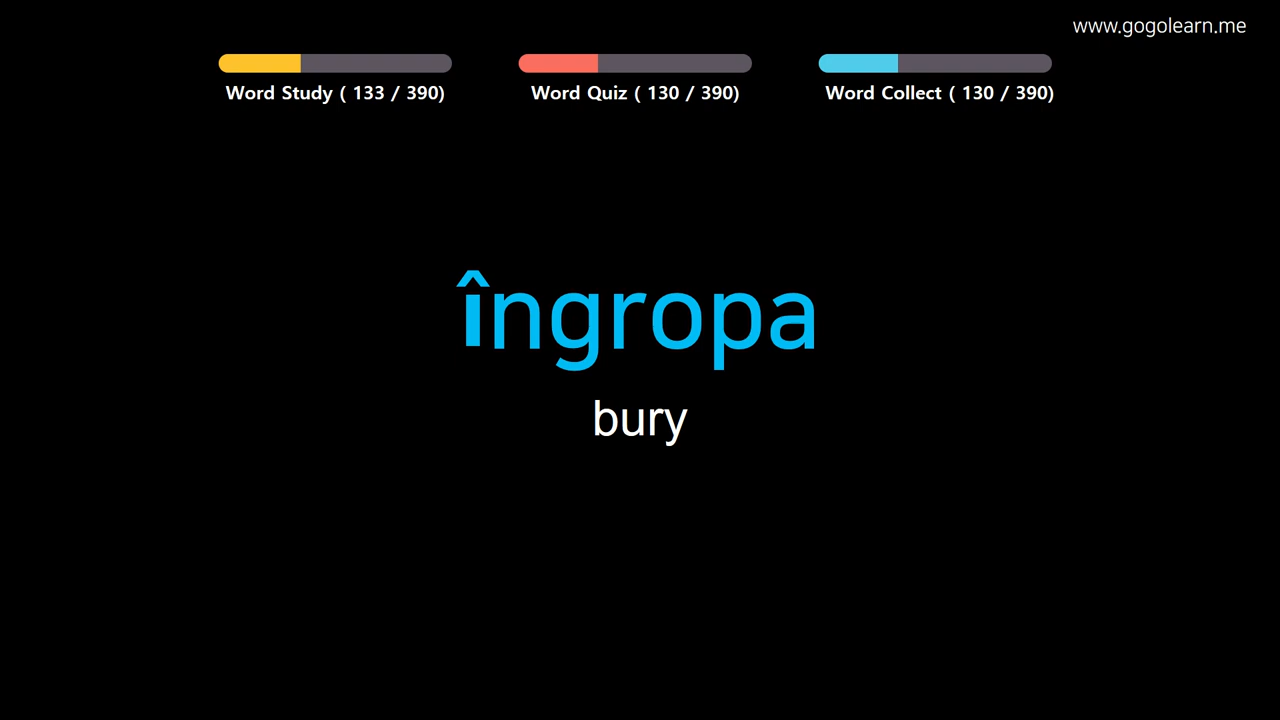 www.gogolearn.me
Word Study ( 133 / 390)
Word Quiz ( 130 / 390)
Word Collect ( 130 / 390)
îngropa
bury